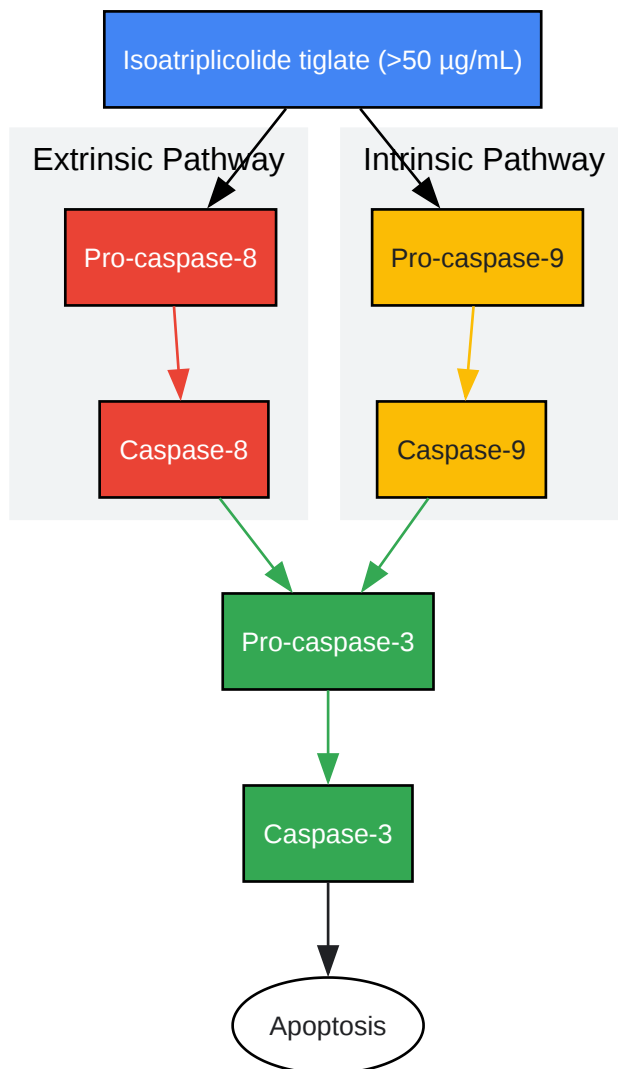 Isoatriplicolide tiglate (>50 µg/mL)
Extrinsic Pathway
Intrinsic Pathway
Pro-caspase-8
Pro-caspase-9
Caspase-8
Caspase-9
Pro-caspase-3
Caspase-3
Apoptosis